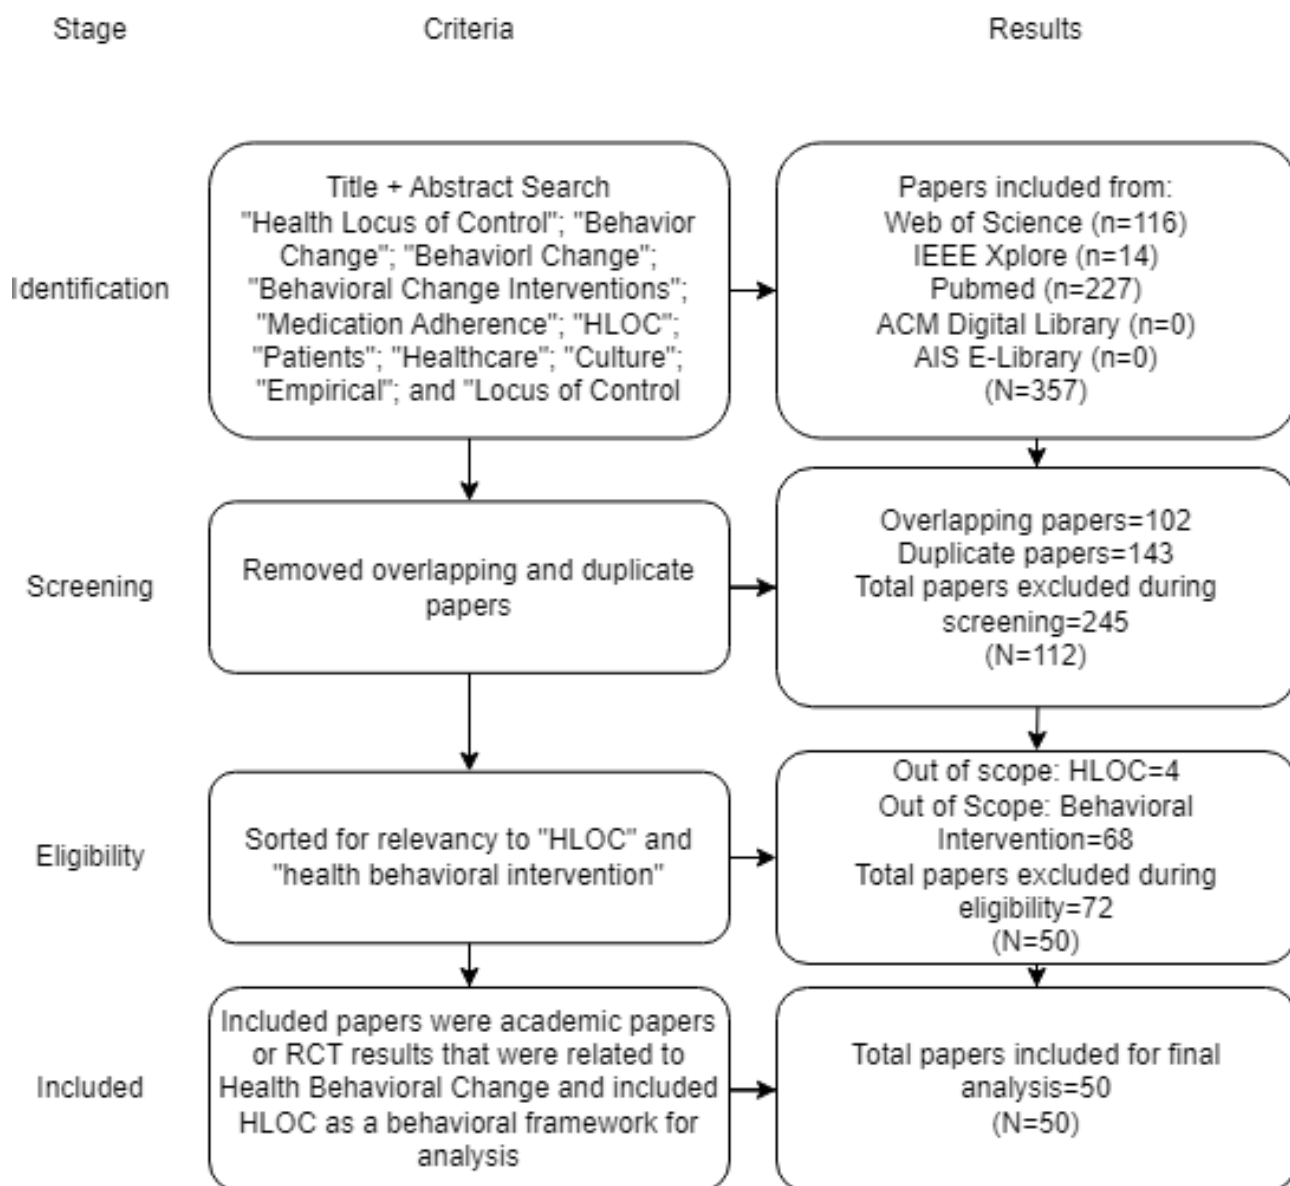 Stage
Criteria
Results
Identification
Title + Abstract Search
"Health Locus of Control"; "Behavior
Change"; "Behaviorl Change";
"Behavioral Change Interventions";
"Medication Adherence"; "HLOC";
"Patients"; "Healthcare"; "Culture";
"Empirical"; and "Locus of Control
Papers included from:
Web of Science (n=116)
IEEE Xplore (n=14)
Pubmed (n=227)
ACM Digital Library (n=0)
AIS E-Library (n=0)
(N=357)
Screening
Removed overlapping and duplicate
papers
Overlapping papers=102
Duplicate papers=143
Total papers excluded during
screening=245
(N=112)
Eligibility
Sorted for relevancy to "HLOC" and
"health behavioral intervention"
Out of scope: HLOC=4
Out of Scope: Behavioral
Intervention=68
Total papers excluded during
eligibility=72
(N=50)
Included
Included papers were academic papers
or RCT results that were related to
Health Behavioral Change and included
HLOC as a behavioral framework for
analysis
Total papers included for final
analysis=50
(N=50)